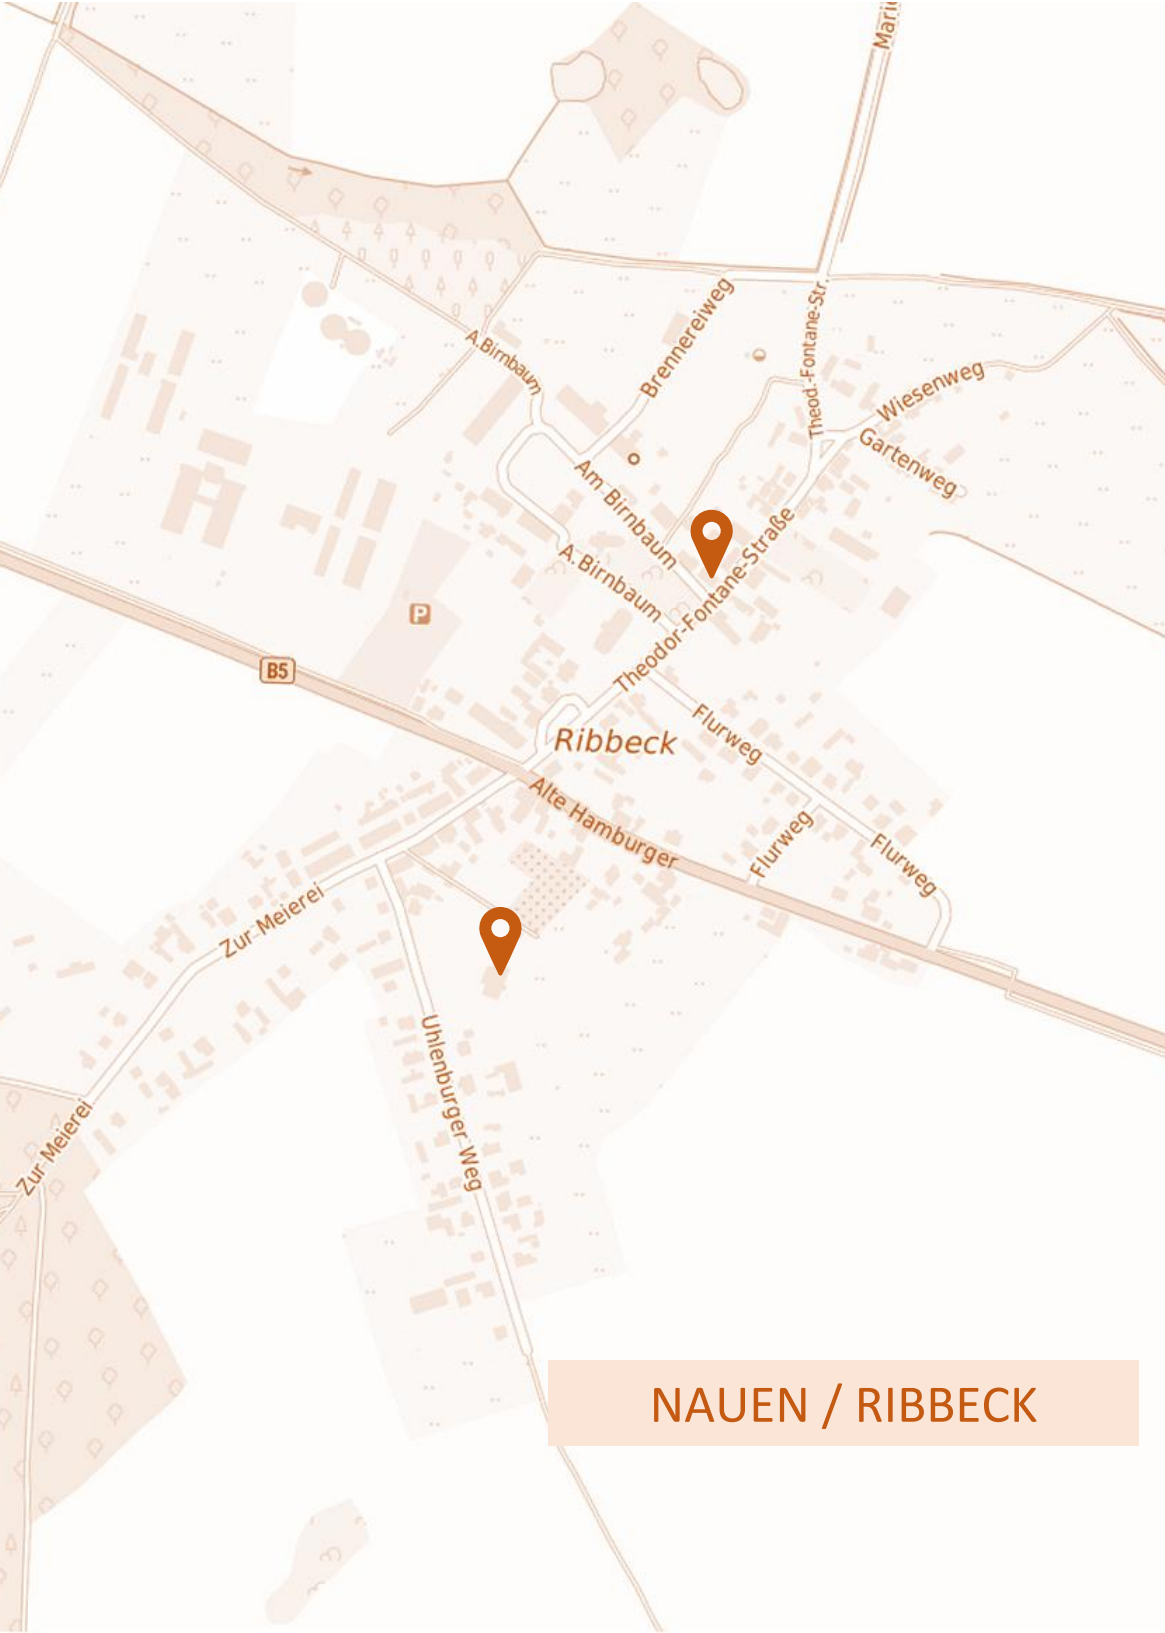 Theod.-Fontane-Str.
Brennereiweg
A.Birnbaum
Wiesenweg
Gartenweg
Am Birnbaum
A.Birnbaum
Theodor-Fontane-Straße
P
B5
Flurweg
Ribbeck
Alte Hamburger
Flurweg
Flurweg
Zur Meierei
Uhlenburger Weg
Zur Meierei
NAUEN / RIBBECK